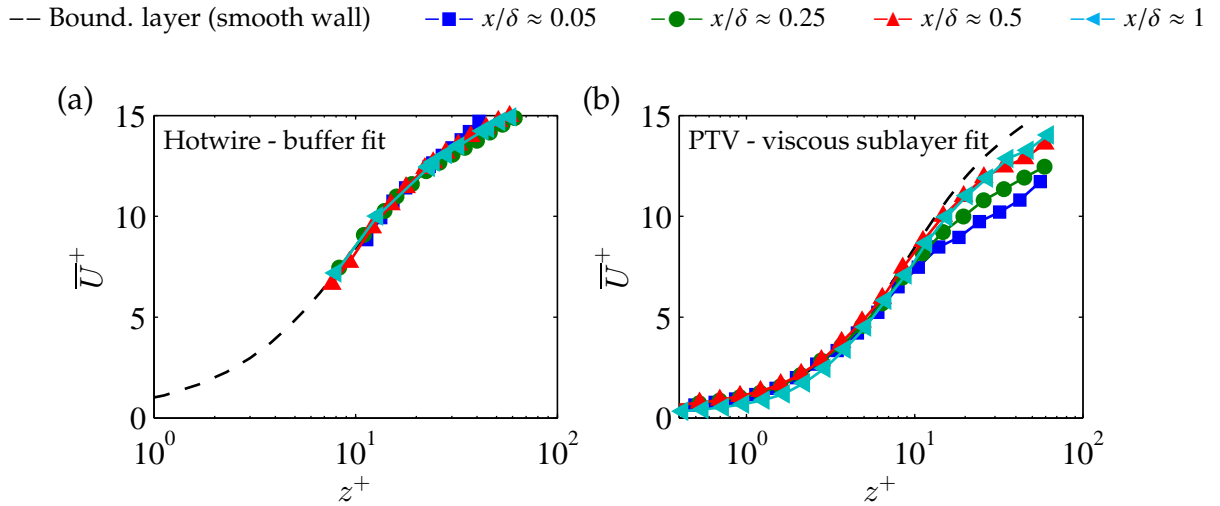 Bound. layer (smooth wall) x/δ ≈ 0.05 x/δ ≈ 0.25 x/δ ≈ 0.5 x/δ ≈ 1
(a) (b)
15 Hotwire - buffer fit 15 PTV - viscous sublayer fit
10 10
U̅⁺ U̅⁺
5 5
0 0
10⁰ 10¹ 10² 10⁰ 10¹ 10²
z⁺ z⁺